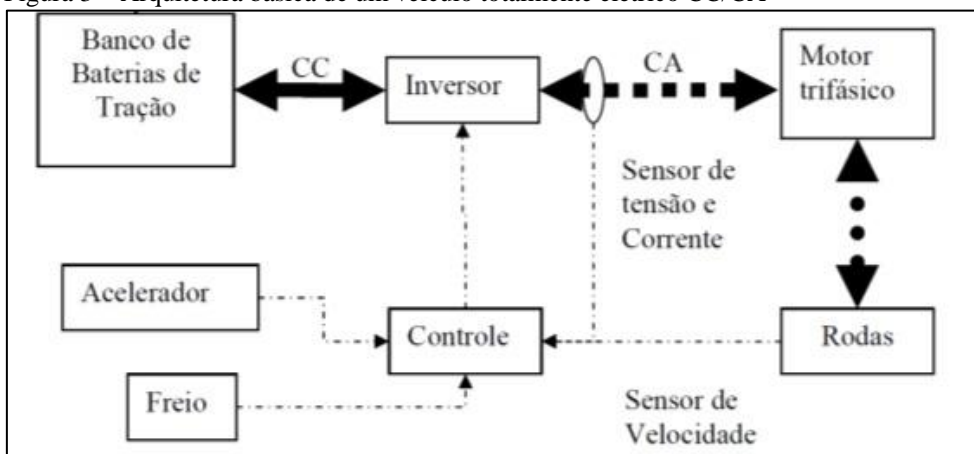 Banco de
Baterias de
Tração
CC
Inversor
CA
Motor
trifásico
Sensor de
tensão e
Corrente
Acelerador
Controle
Rodas
Freio
Sensor de
Velocidade